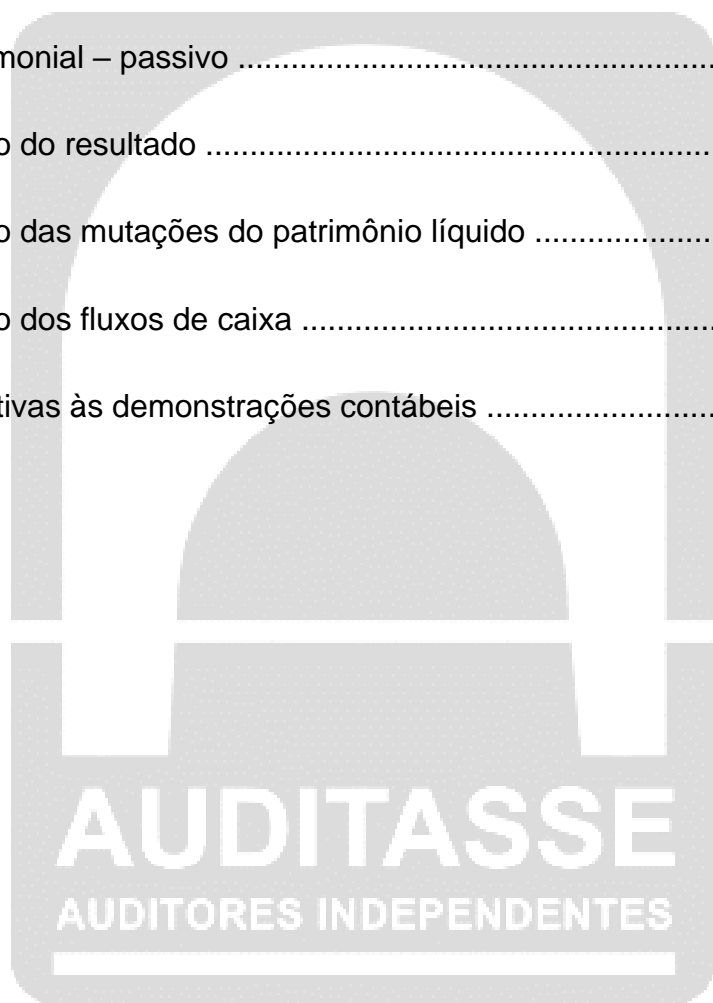 monial – passivo ..........................................................
o do resultado ..............................................................
o das mutações do patrimônio líquido ......................
o dos fluxos de caixa ..................................................
tivas às demonstrações contábeis ............................
AUDITASSE
AUDITORES INDEPENDENTES